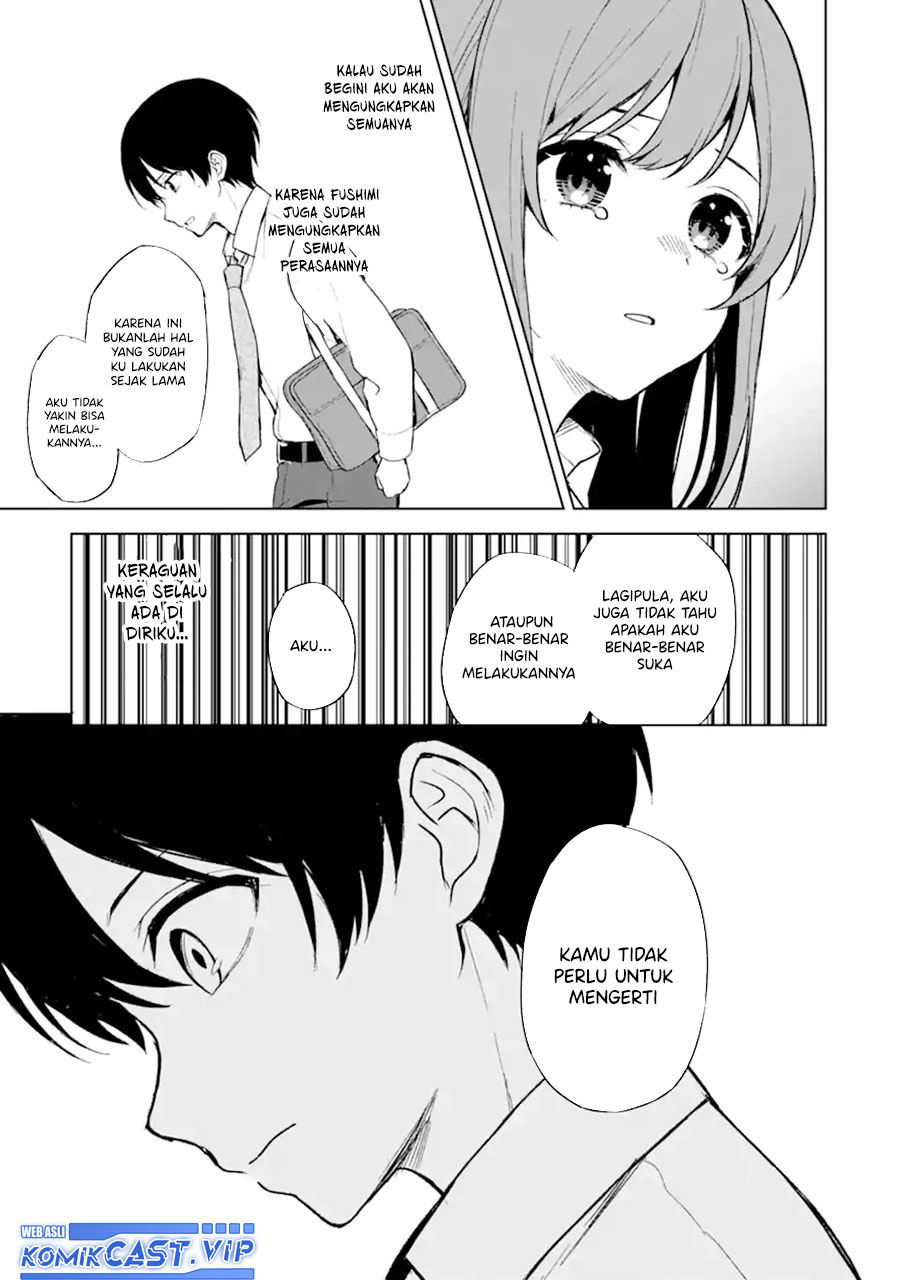 KALAU SUDAH
BEGINI AKU AKAN
MENGUNGKAPKAN
SEMUANYA
KARENA FUSHIMI
JUGA SUDAH
MENGUNGKAPKAN
SEMUA
PERASAANNYA
KARENA INI
BUKANLAH HAL
YANG SUDAH
KU LAKUKAN
SEJAK LAMA
AKU TIDAK
YAKIN BISA
MELAKU-
KANNYA...
LAGIPULA, AKU
JUGA TIDAK TAHU
APAKAH AKU
BENAR-BENAR
SUKA
ATAUPUN
BENAR-BENAR
INGIN
MELAKUKANNYA
AKU...
KERAGUAN
YANG SELALU
ADA DI
DIRIKU...
KAMU TIDAK
PERLU UNTUK
MENGERTI
WEB ASLI
KOMIKCAST.VIP